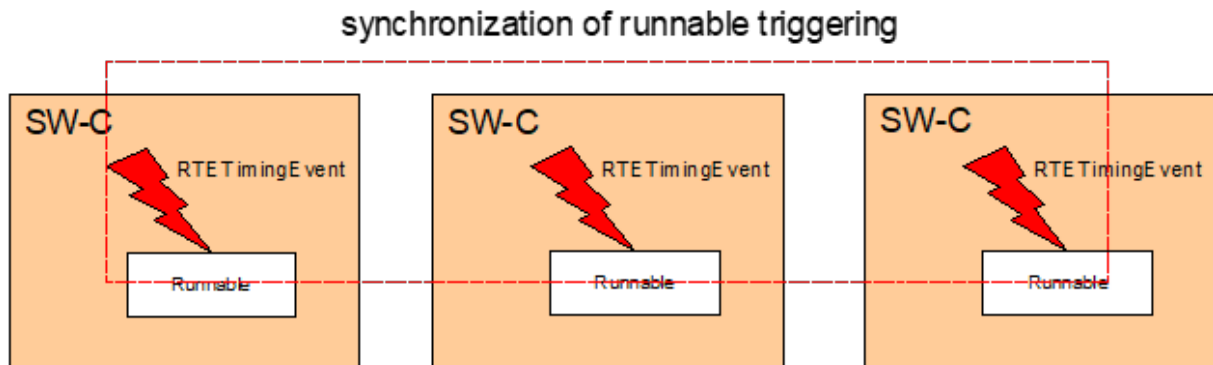 synchronization of runnable triggering
SW-C
RTETimingEvent
Runnable
SW-C
RTETimingEvent
Runnable
SW-C
RTETimingEvent
Runnable